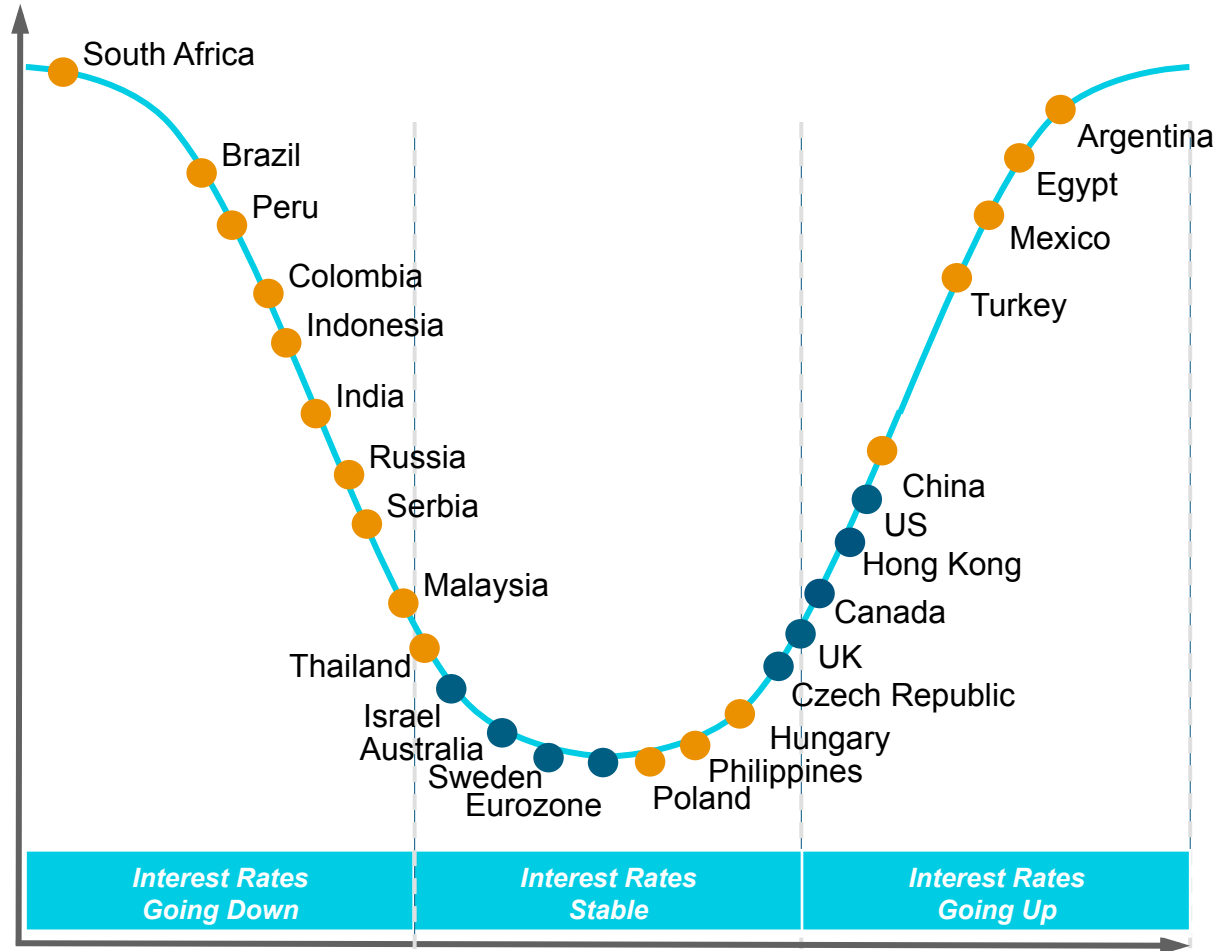 South Africa
Brazil
Peru
Colombia
Indonesia
India
Russia
Serbia
Malaysia
Thailand
Israel
Australia
Sweden
Eurozone
Poland
Philippines
Hungary
Czech Republic
UK
Canada
Hong Kong
US
China
Turkey
Mexico
Egypt
Argentina
Interest Rates
Going Down
Interest Rates
Stable
Interest Rates
Going Up